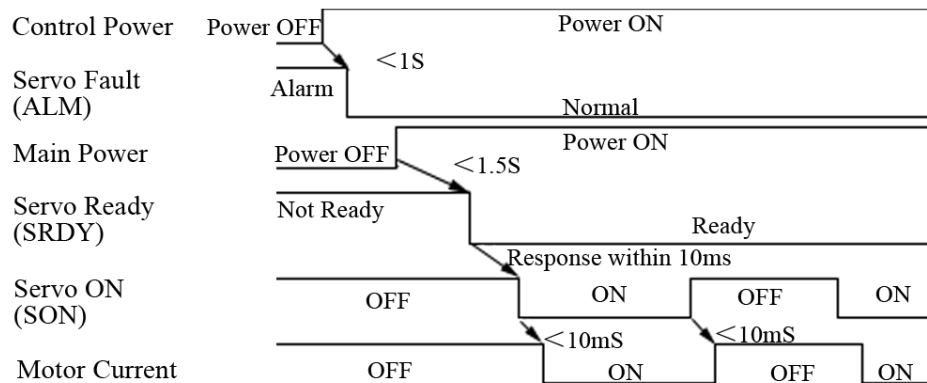 Control Power Power OFF Power ON
<1S
Servo Fault Alarm
(ALM) Normal
Main Power Power OFF Power ON
<1.5S
Servo Ready Not Ready
(SRDY) Ready
Response within 10ms
Servo ON OFF ON OFF ON
(SON)
<10mS <10mS
Motor Current OFF ON OFF ON